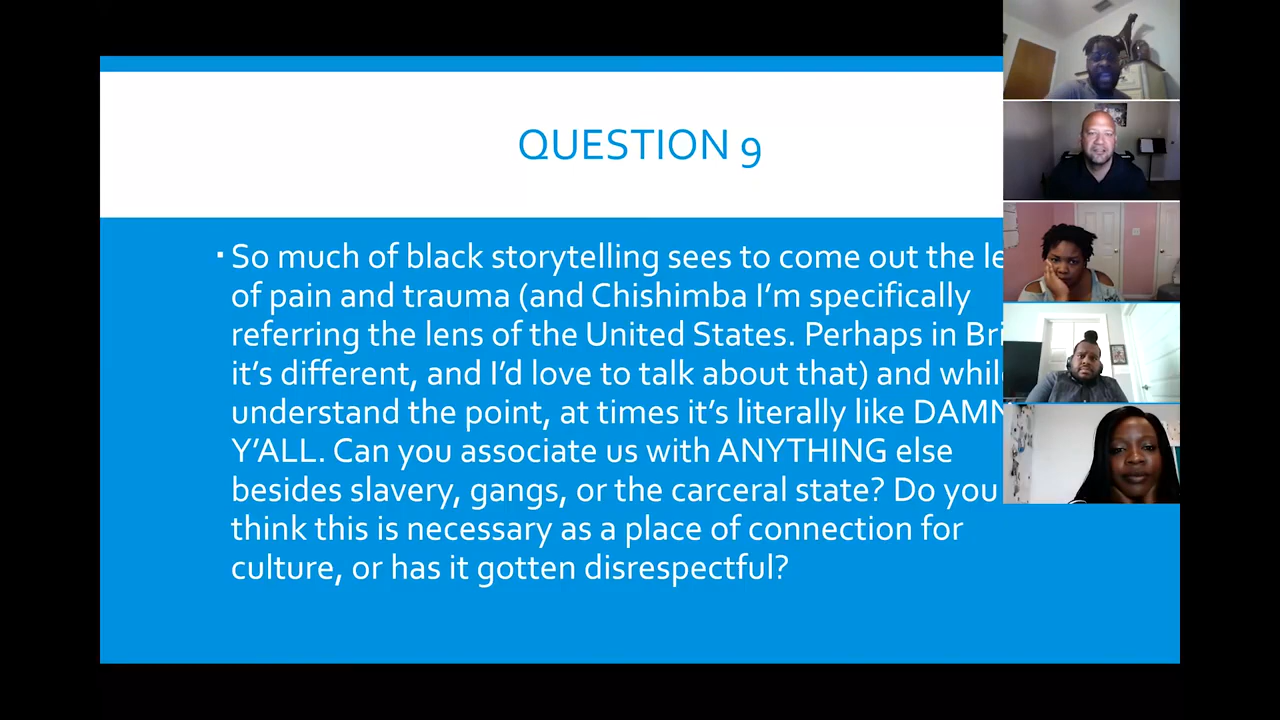 QUESTION 9
▪ So much of black storytelling sees to come out the le
of pain and trauma (and Chishimba I’m specifically
referring the lens of the United States. Perhaps in Bri
it’s different, and I’d love to talk about that) and whil
understand the point, at times it’s literally like DAMN
Y’ALL. Can you associate us with ANYTHING else
besides slavery, gangs, or the carceral state? Do you
think this is necessary as a place of connection for
culture, or has it gotten disrespectful?